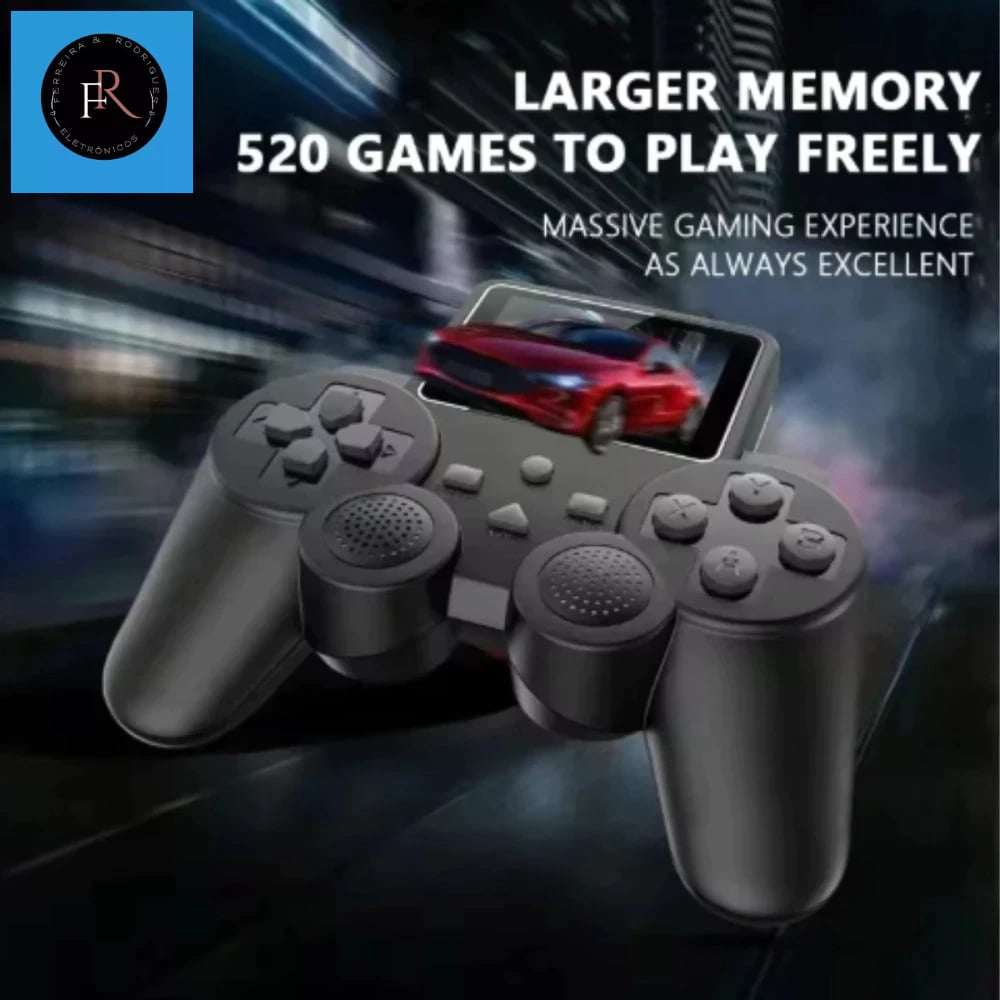 FERREIRA & RODRIGUES
FR
ELETRÔNICOS
LARGER MEMORY
520 GAMES TO PLAY FREELY
MASSIVE GAMING EXPERIENCE
AS ALWAYS EXCELLENT
Y
X
A